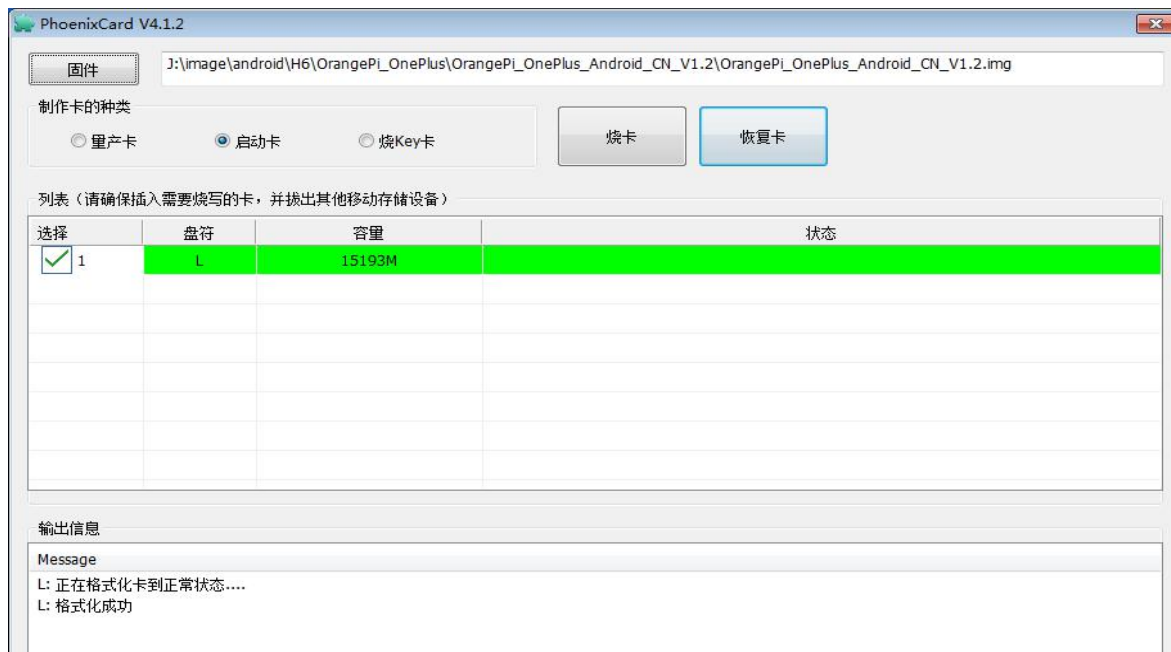 PhoenixCard V4.1.2
固件 J:\image\android\H6\OrangePi_OnePlus\OrangePi_OnePlus_Android_CN_V1.2\OrangePi_OnePlus_Android_CN_V1.2.img
制作卡的种类
量产卡 启动卡 烧Key卡 烧卡 恢复卡
列表（请确保插入需要烧写的卡，并拔出其他移动存储设备）
选择 盘符 容量 状态
1 L 15193M
输出信息
Message
L: 正在格式化卡到正常状态....
L: 格式化成功